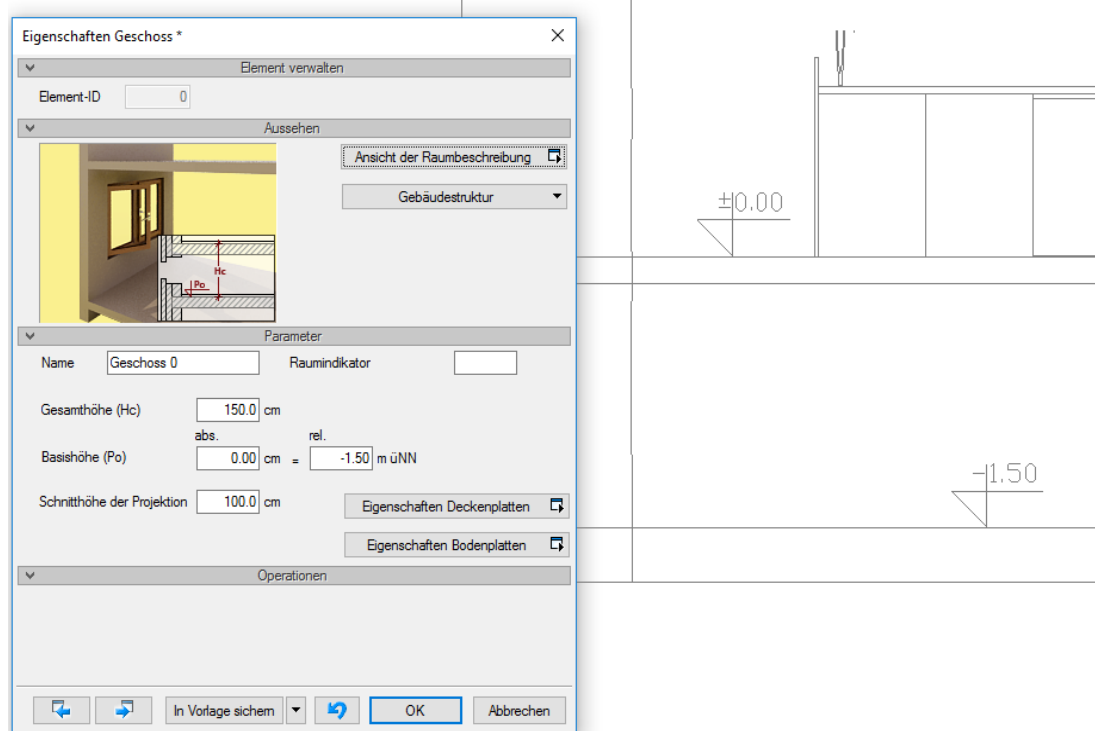 Eigenschaften Geschoss *
Element verwalten
Element-ID 0
Aussehen
Ansicht der Raumbeschreibung
Gebäudestruktur
Hc
Po
Parameter
Name Geschoss 0 Raumindikator
Gesamthöhe (Hc) 150.0 cm
abs. rel.
Basishöhe (Po) 0.00 cm = -1.50 m üNN
Schnitthöhe der Projektion 100.0 cm
Eigenschaften Deckenplatten
Eigenschaften Bodenplatten
Operationen
In Vorlage sichern
OK
Abbrechen
±0.00
-1.50